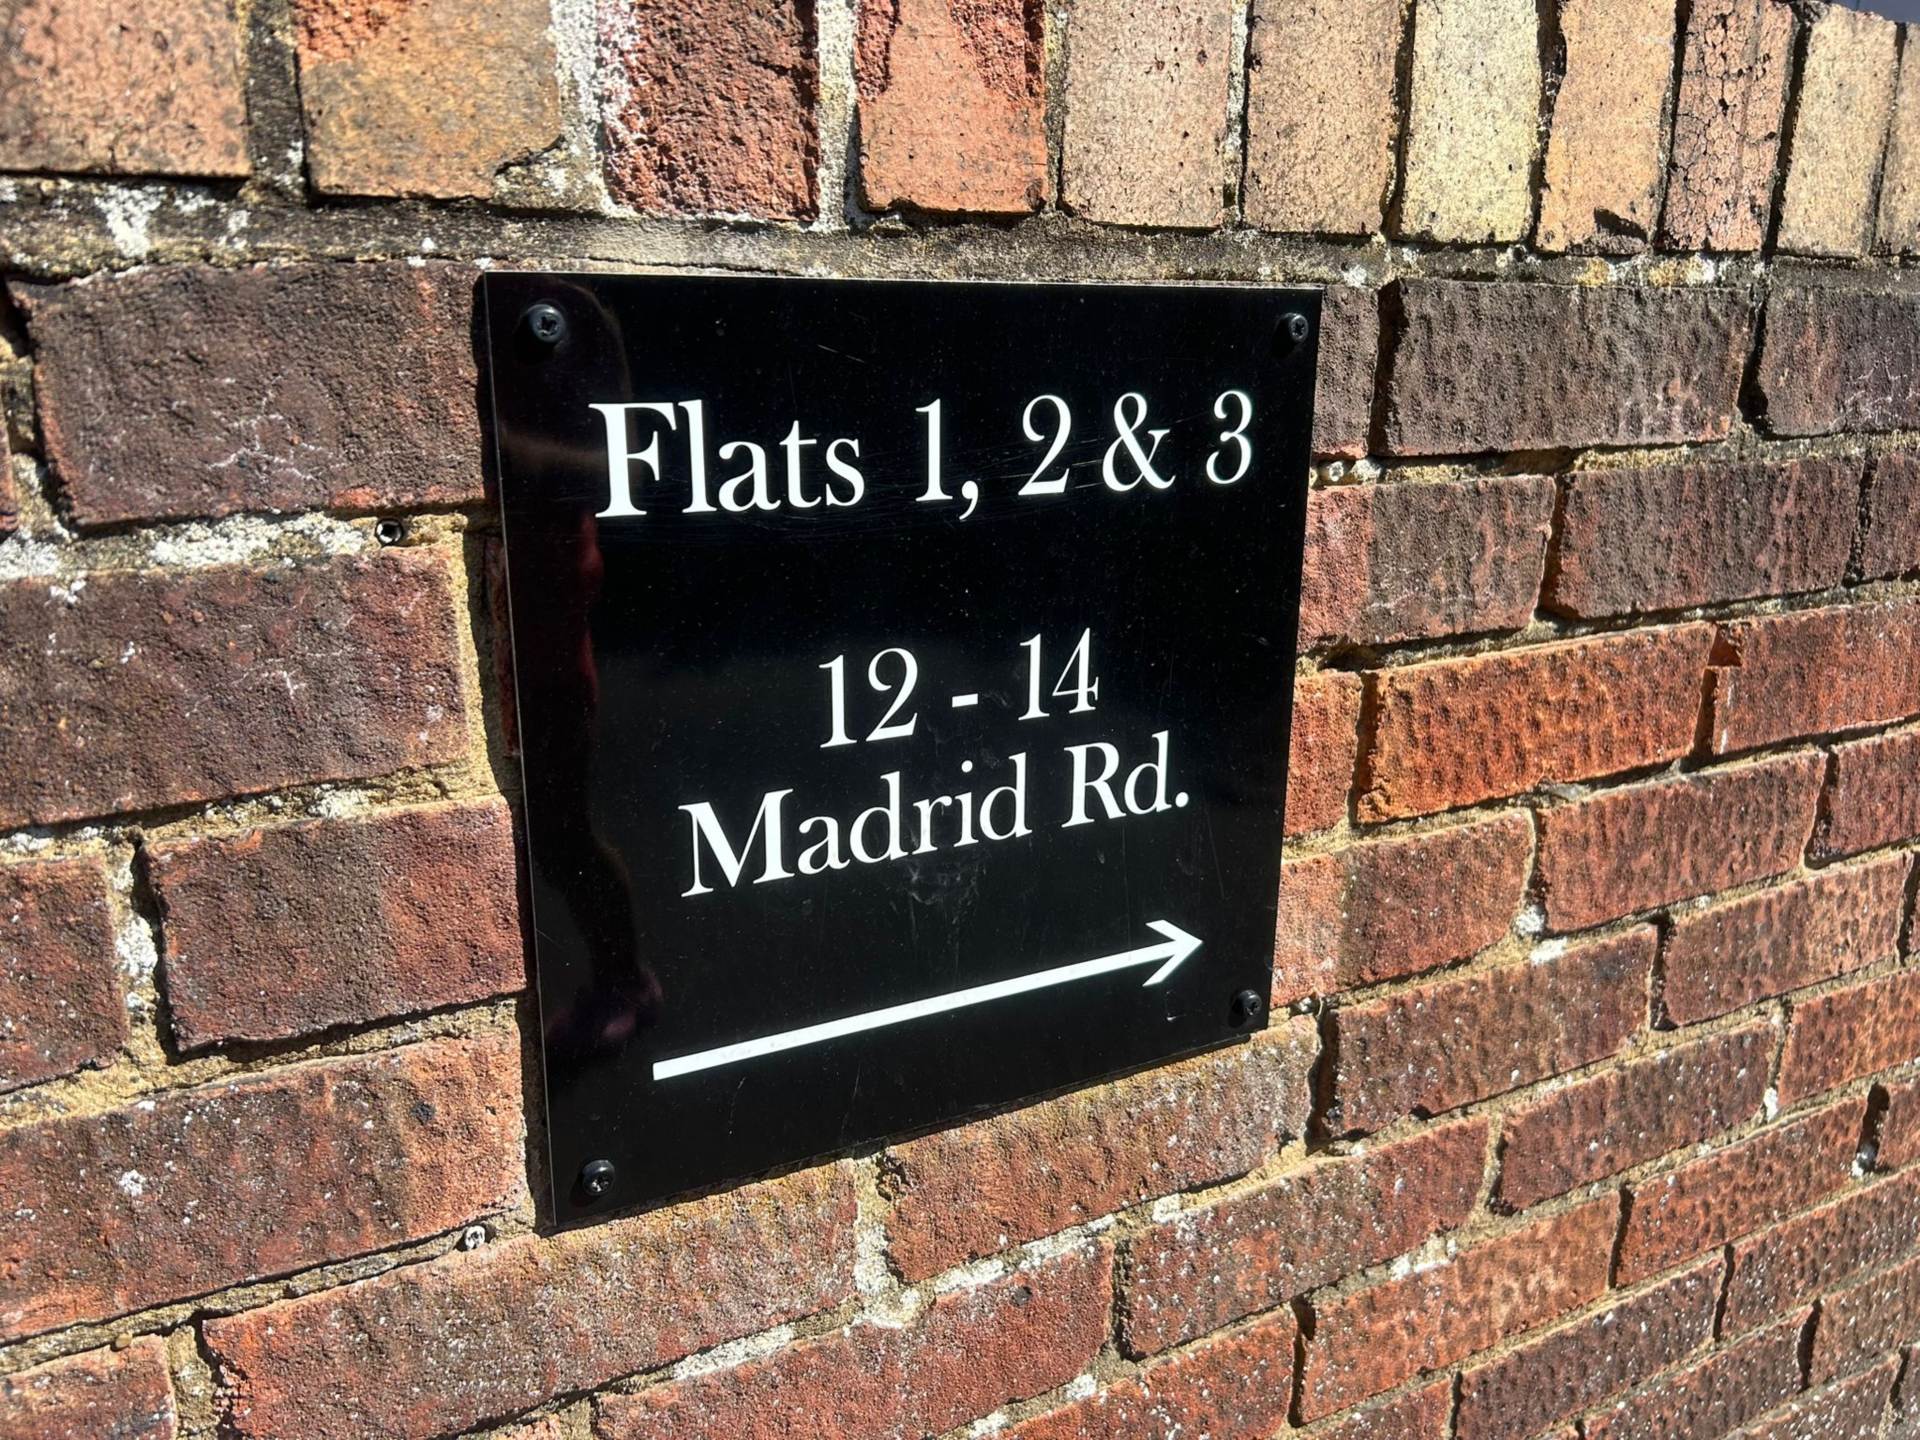 Flats 1, 2 & 3
12 - 14
Madrid Rd.